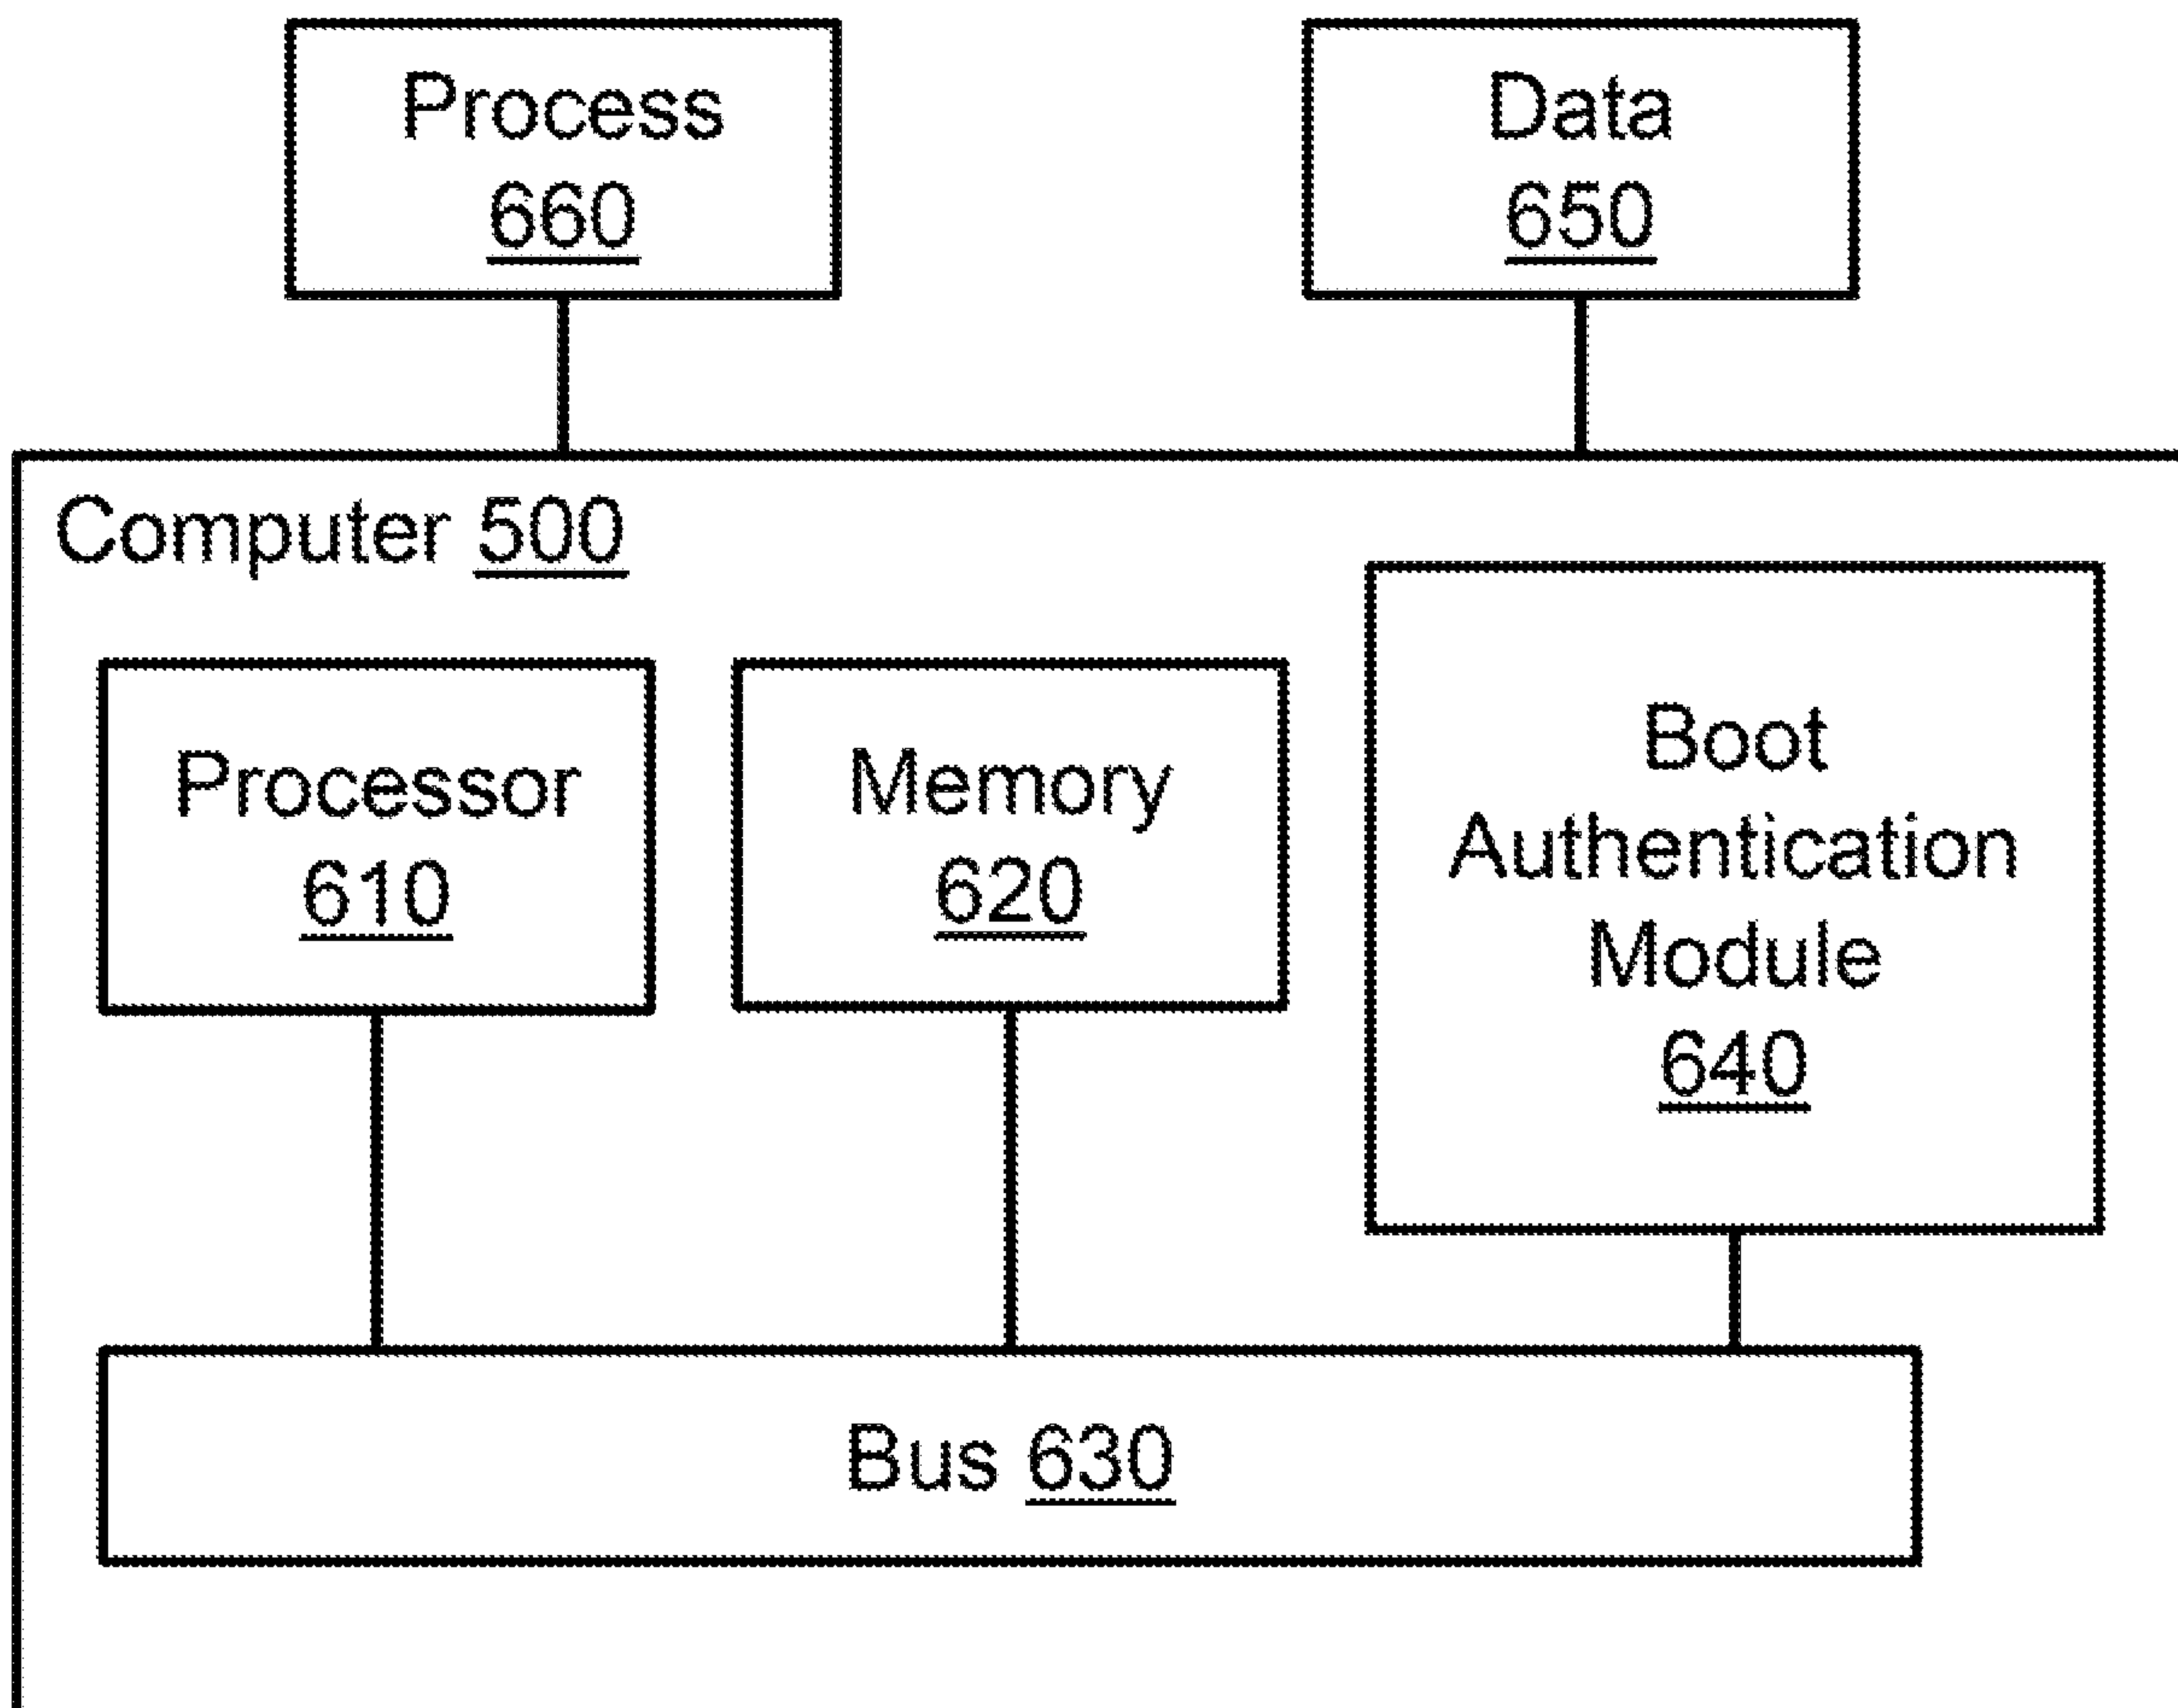 Process
660
Data
650
Computer 500
Processor
610
Memory
620
Boot
Authentication
Module
640
Bus 630